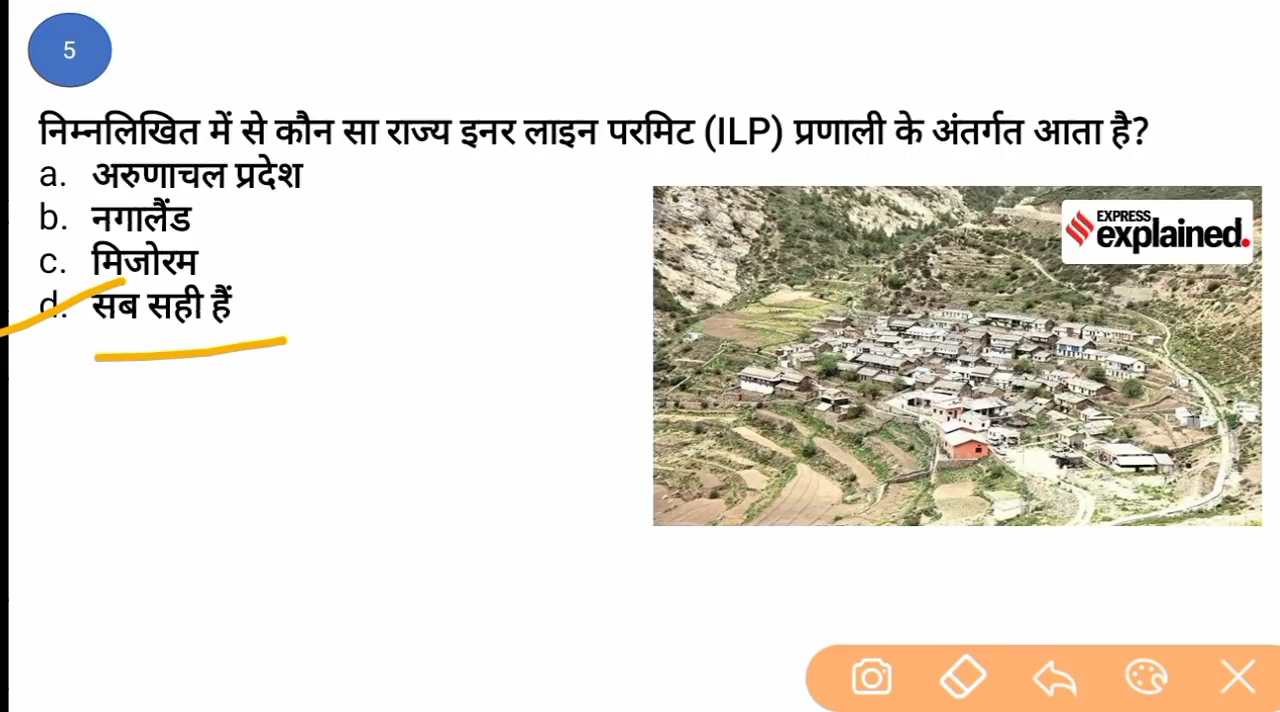 5
निम्नलिखित में से कौन सा राज्य इनर लाइन परमिट (ILP) प्रणाली के अंतर्गत आता है?
a. अरुणाचल प्रदेश
b. नगालैंड
c. मिजोरम
d. सब सही हैं
EXPRESS
explained.